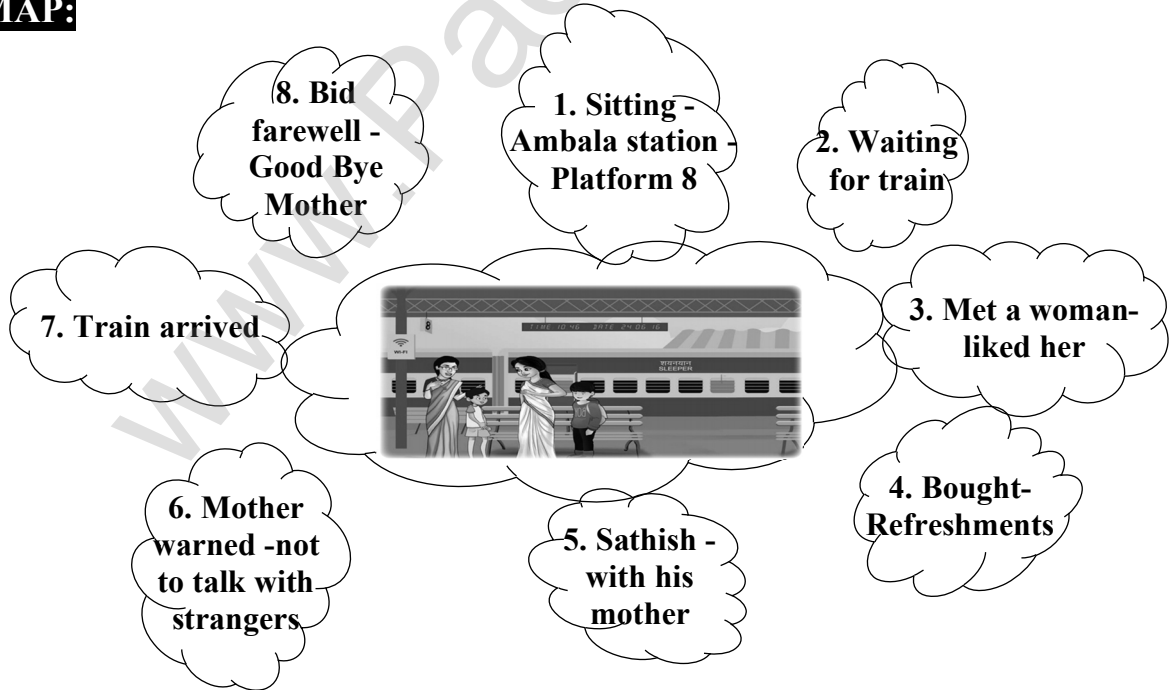 MAP:
8. Bid
farewell -
Good Bye
Mother
1. Sitting -
Ambala station -
Platform 8
2. Waiting
for train
3. Met a woman-
liked her
4. Bought-
Refreshments
5. Sathish -
with his
mother
6. Mother
warned -not
to talk with
strangers
7. Train arrived
8
WI-FI
TIME 10:46 DATE 24.06.16
शयनयान
SLEEPER